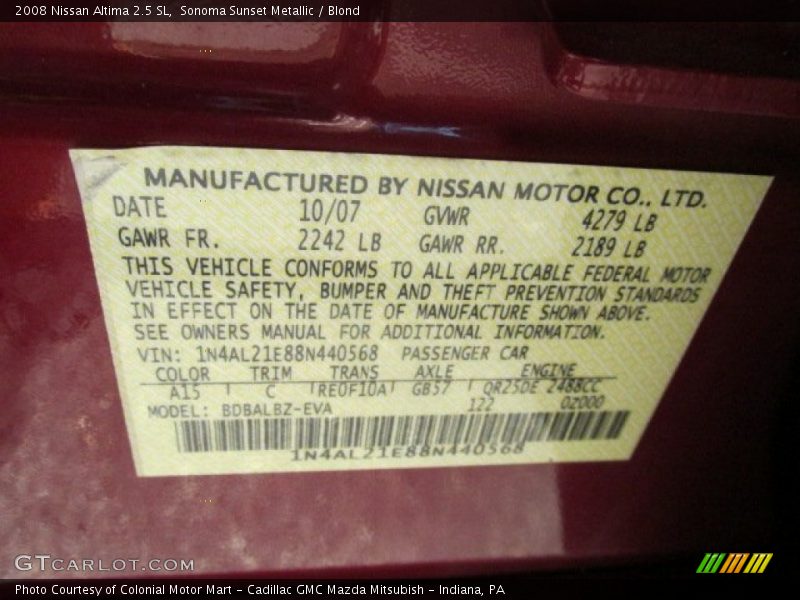 2008 Nissan Altima 2.5 SL,  Sonoma Sunset Metallic / Blond
MANUFACTURED BY NISSAN MOTOR CO., LTD.
DATE 10/07 GVWR 4279 LB
GAWR FR. 2242 LB GAWR RR. 2189 LB
THIS VEHICLE CONFORMS TO ALL APPLICABLE FEDERAL MOTOR
VEHICLE SAFETY, BUMPER AND THEFT PREVENTION STANDARDS
IN EFFECT ON THE DATE OF MANUFACTURE SHOWN ABOVE.
SEE OWNERS MANUAL FOR ADDITIONAL INFORMATION.
VIN: 1N4AL21E88N440568 PASSENGER CAR
COLOR TRIM TRANS AXLE ENGINE
A15 C RE0F10A GB57 QR25DE 2488CC
MODEL: BDBALBZ-EVA 122 02000
1N4AL21E88N440568
GTCARLOT.COM
Photo Courtesy of Colonial Motor Mart - Cadillac GMC Mazda Mitsubish - Indiana, PA